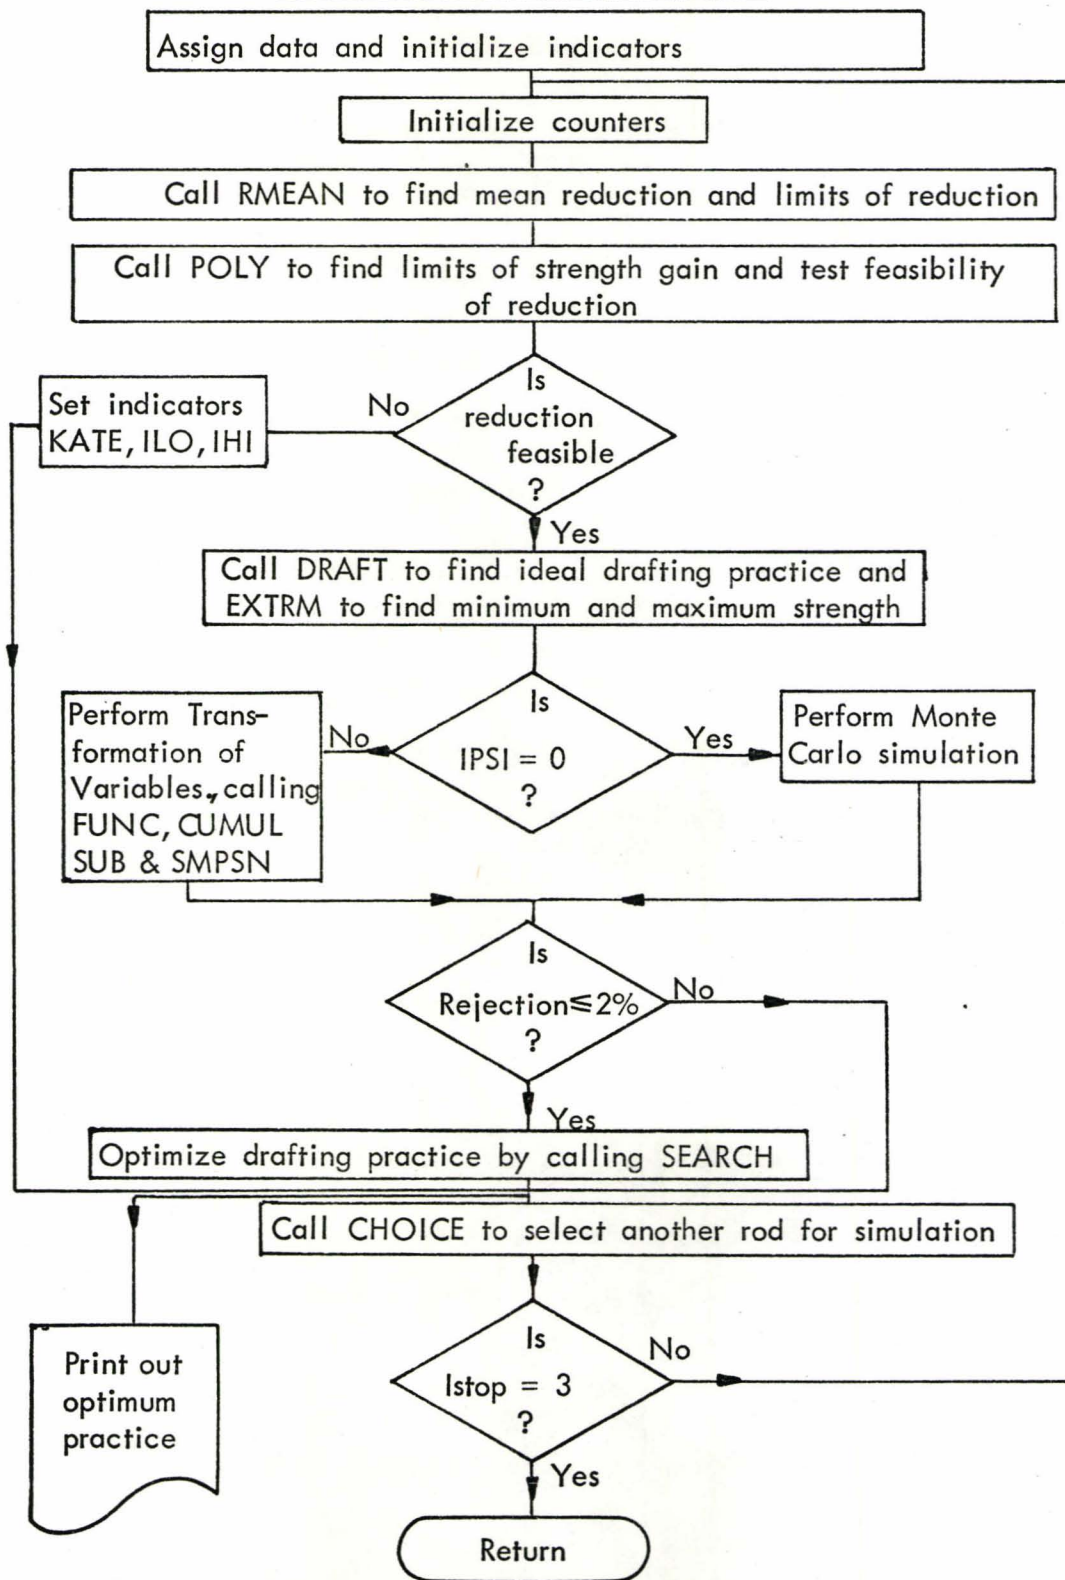 Assign data and initialize indicators
Initialize counters
Call RMEAN to find mean reduction and limits of reduction
Call POLY to find limits of strength gain and test feasibility
of reduction
Is
reduction
feasible
?
No
Set indicators
KATE, ILO, IHI
Yes
Call DRAFT to find ideal drafting practice and
EXTRM to find minimum and maximum strength
Is
IPSI = 0
?
No
Perform Trans-
formation of
Variables, calling
FUNC, CUMUL
SUB & SMPSN
Yes
Perform Monte
Carlo simulation
Is
Rejection≤2%
?
No
Yes
Optimize drafting practice by calling SEARCH
Call CHOICE to select another rod for simulation
Print out
optimum
practice
Is
Istop = 3
?
No
Yes
Return